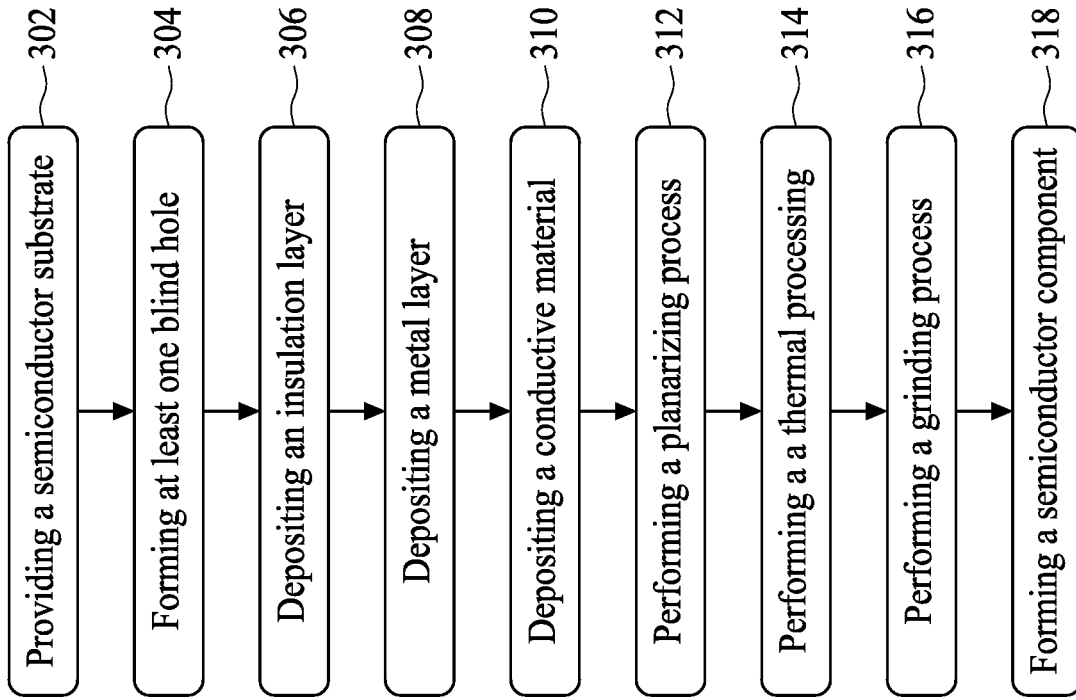 Providing a semiconductor substrate
302
Forming at least one blind hole
304
Depositing an insulation layer
306
Depositing a metal layer
308
Depositing a conductive material
310
Performing a planarizing process
312
Performing a a thermal processing
314
Performing a grinding process
316
Forming a semiconductor component
318